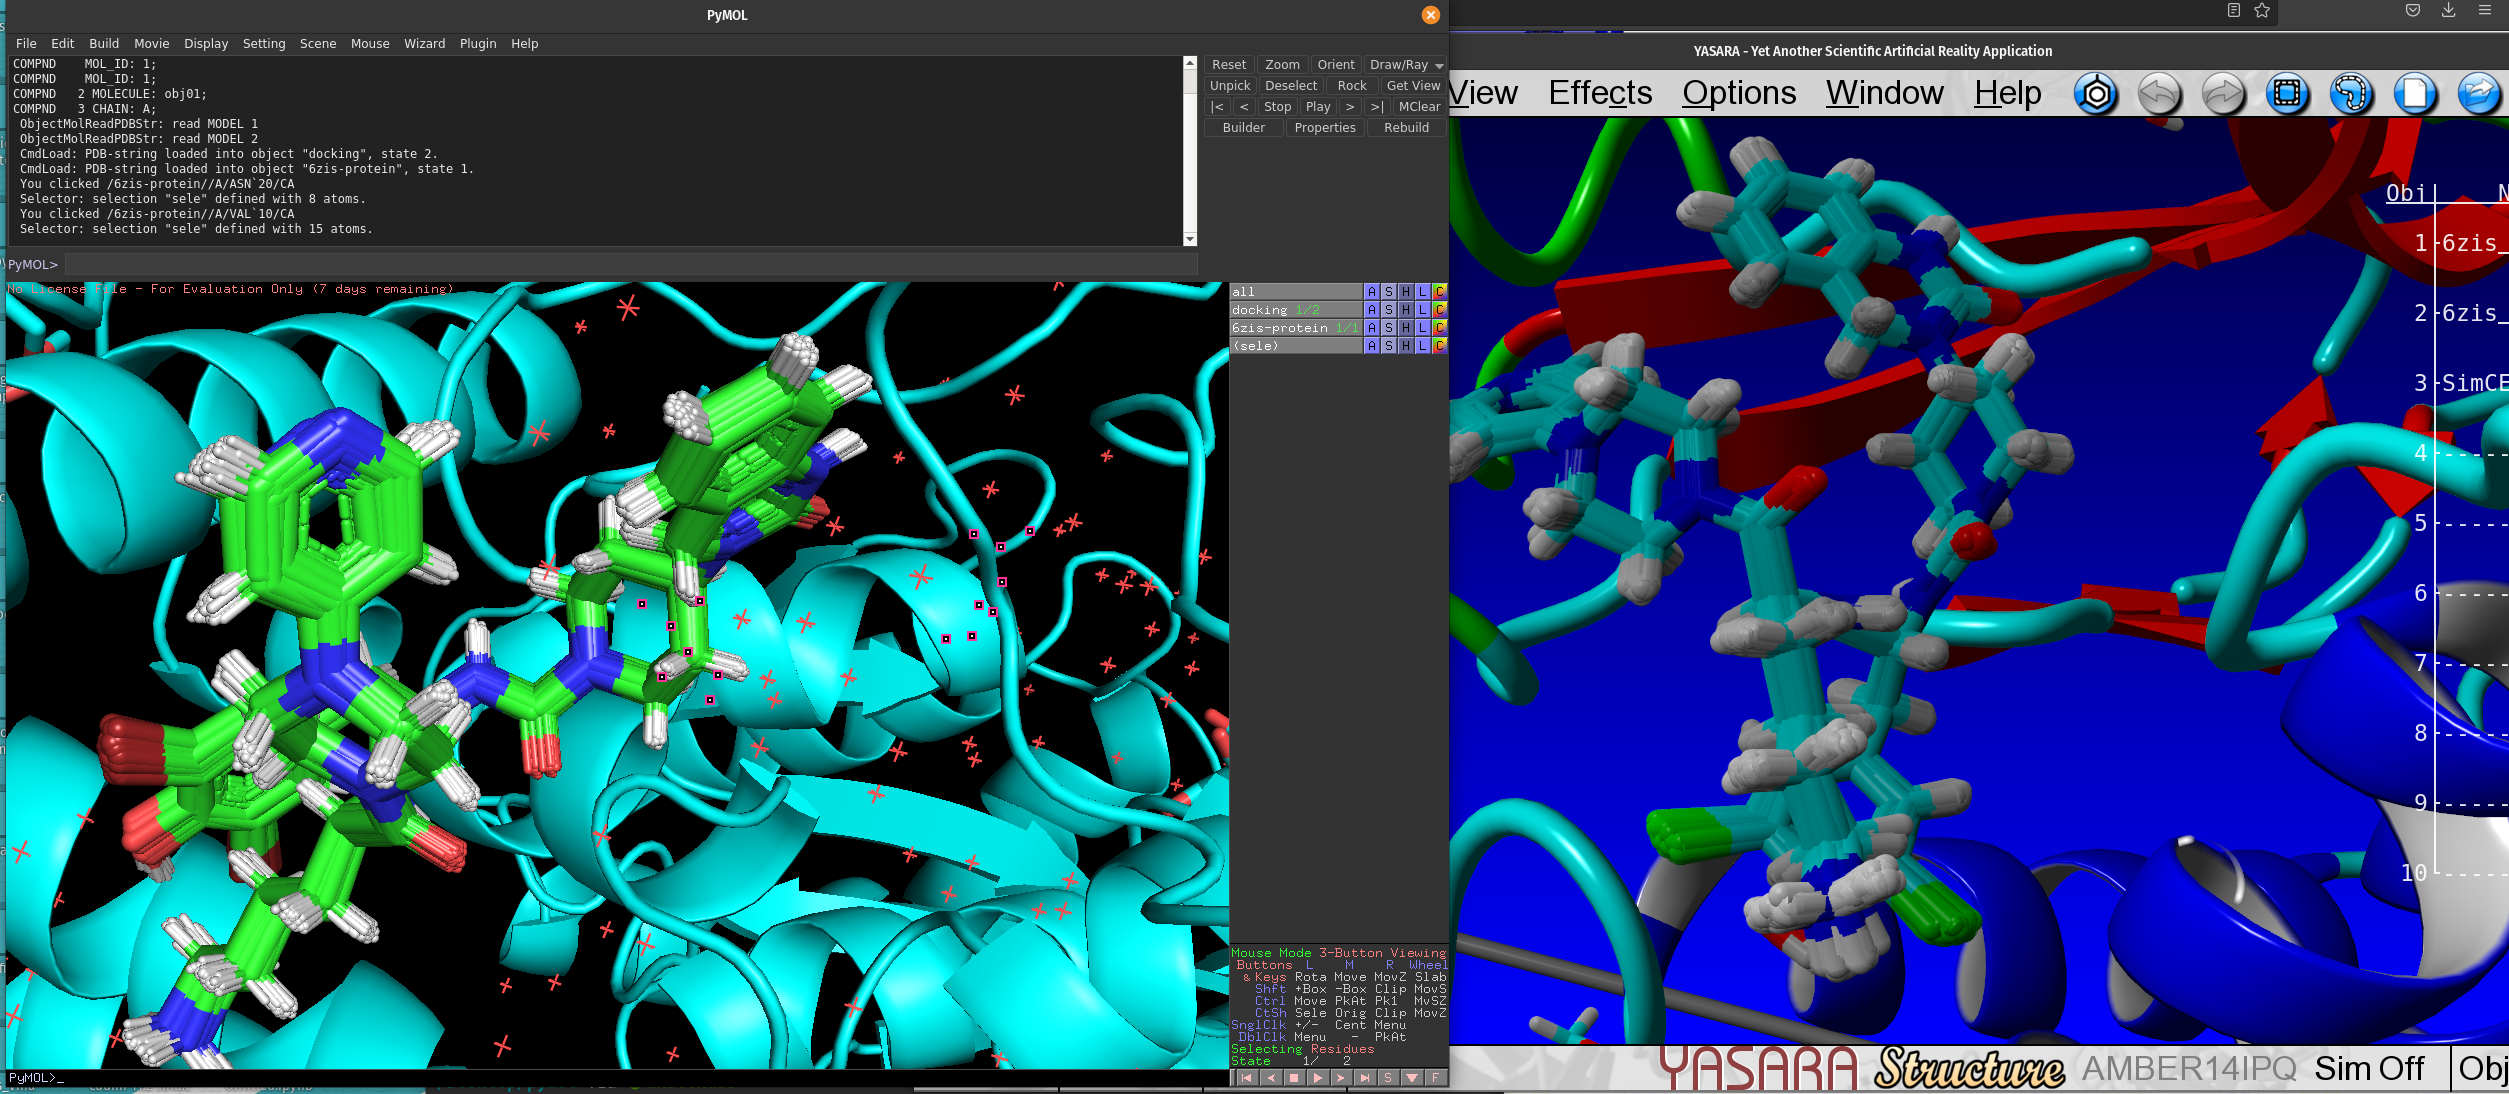 PyMOL
File Edit Build Movie Display Setting Scene Mouse Wizard Plugin Help
COMPND    MOL_ID: 1;
COMPND    MOL_ID: 1;
COMPND   2 MOLECULE: obj01;
COMPND   3 CHAIN: A;
ObjectMolReadPDBStr: read MODEL 1
ObjectMolReadPDBStr: read MODEL 2
CmdLoad: PDB-string loaded into object "docking", state 2.
CmdLoad: PDB-string loaded into object "6zis-protein", state 1.
You clicked /6zis-protein//A/ASN`20/CA
Selector: selection "sele" defined with 8 atoms.
You clicked /6zis-protein//A/VAL`10/CA
Selector: selection "sele" defined with 15 atoms.
PyMOL>
Reset Zoom Orient Draw/Ray
Unpick Deselect Rock Get View
|< < Stop Play > >| MClear
Builder Properties Rebuild
No License File - For Evaluation Only (7 days remaining)
all A S H L C
docking 1/2 A S H L C
6zis-protein 1/1 A S H L C
(sele) A S H L C
Mouse Mode 3-Button Viewing
Buttons L M R Wheel
& Keys Rota Move MovZ Slab
Shft +Box -Box Clip MovS
Ctrl Move PkAt Pk1 MvSZ
CtSh Sele Orig Clip MovZ
SnglClk +/- Cent Menu
DblClk Menu - PkAt
Selecting Residues
State 1/ 2
S F
PyMOL>_
YASARA - Yet Another Scientific Artificial Reality Application
View Effects Options Window Help
Obj N
1 6zis_
2 6zis_
3 SimCE
4 - - - -
5 - - - -
6 - - - -
7 - - - -
8 - - - -
9 - - - -
10 - - - -
YASARA Structure AMBER14IPQ Sim Off Obj